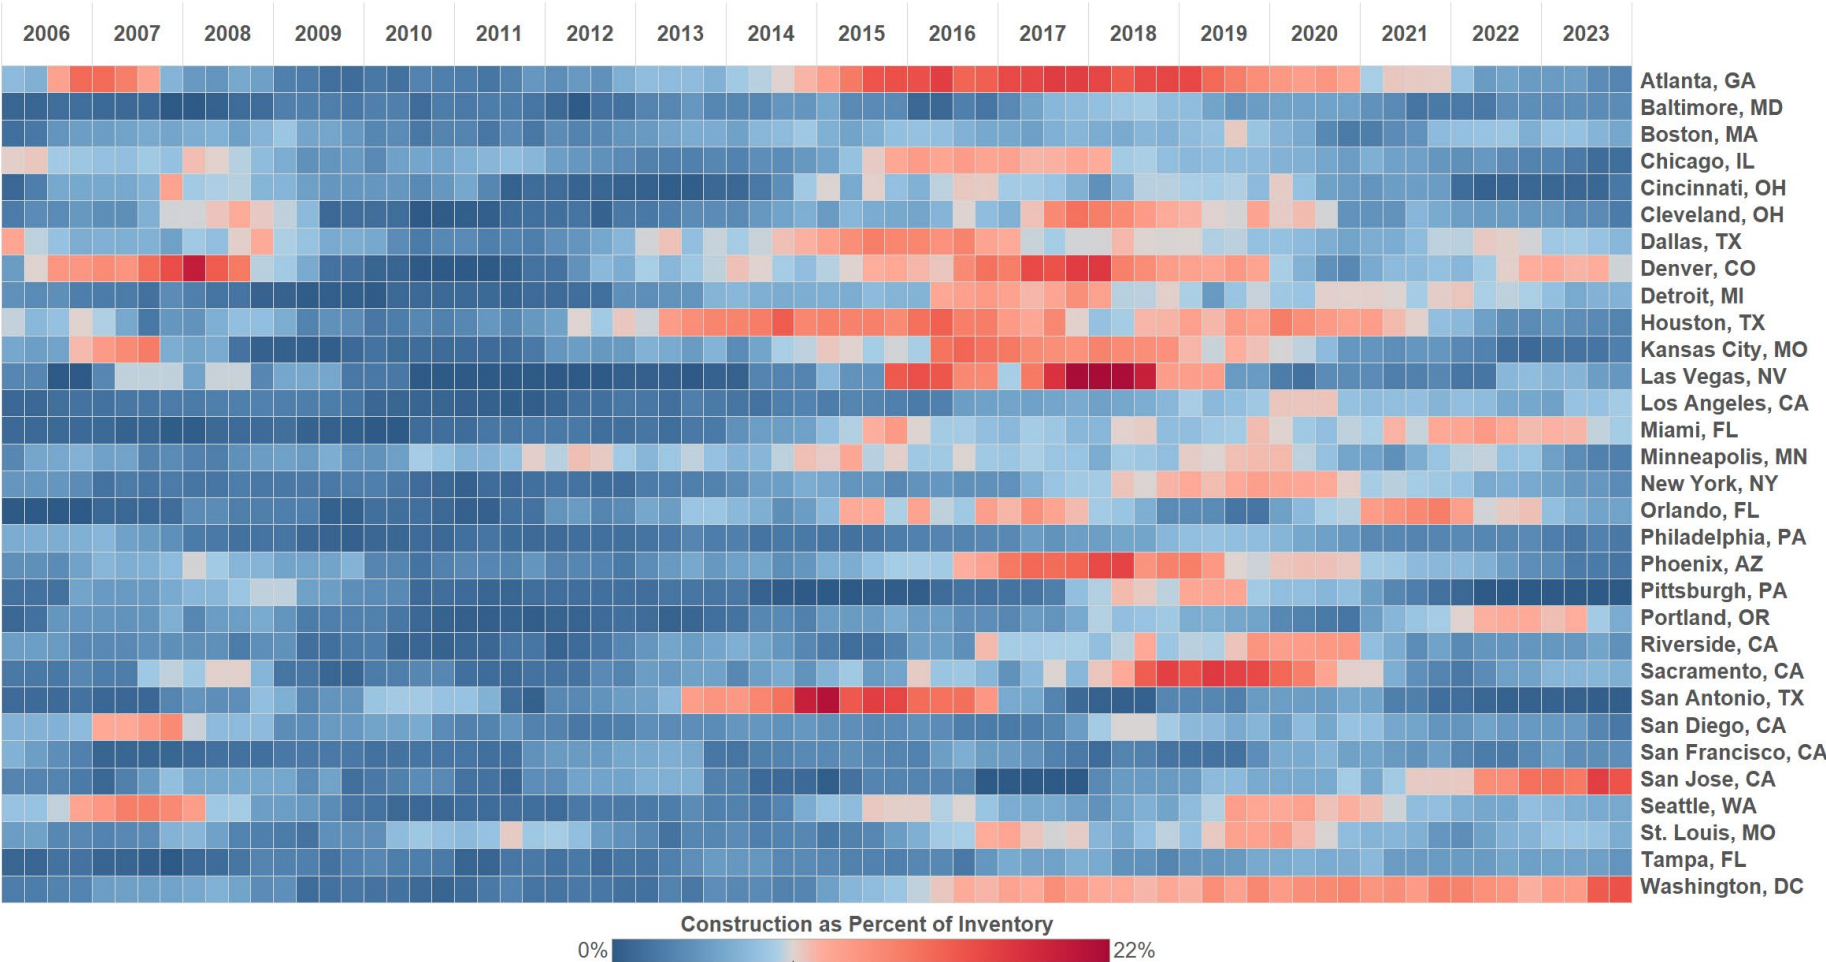 2006 2007 2008 2009 2010 2011 2012 2013 2014 2015 2016 2017 2018 2019 2020 2021 2022 2023
Atlanta, GA
Baltimore, MD
Boston, MA
Chicago, IL
Cincinnati, OH
Cleveland, OH
Dallas, TX
Denver, CO
Detroit, MI
Houston, TX
Kansas City, MO
Las Vegas, NV
Los Angeles, CA
Miami, FL
Minneapolis, MN
New York, NY
Orlando, FL
Philadelphia, PA
Phoenix, AZ
Pittsburgh, PA
Portland, OR
Riverside, CA
Sacramento, CA
San Antonio, TX
San Diego, CA
San Francisco, CA
San Jose, CA
Seattle, WA
St. Louis, MO
Tampa, FL
Washington, DC
Construction as Percent of Inventory
0% 22%